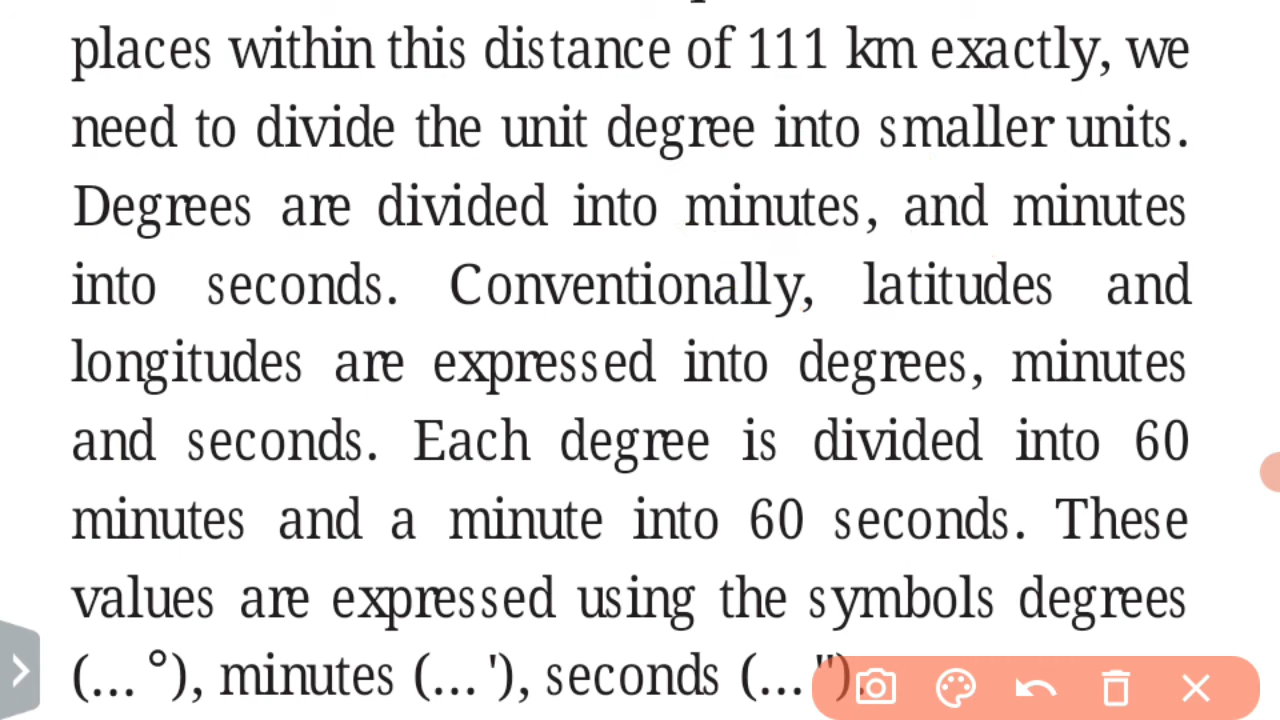 places within this distance of 111 km exactly, we
need to divide the unit degree into smaller units.
Degrees are divided into minutes, and minutes
into seconds. Conventionally, latitudes and
longitudes are expressed into degrees, minutes
and seconds. Each degree is divided into 60
minutes and a minute into 60 seconds. These
values are expressed using the symbols degrees
(... °), minutes (... '), seconds (... ").